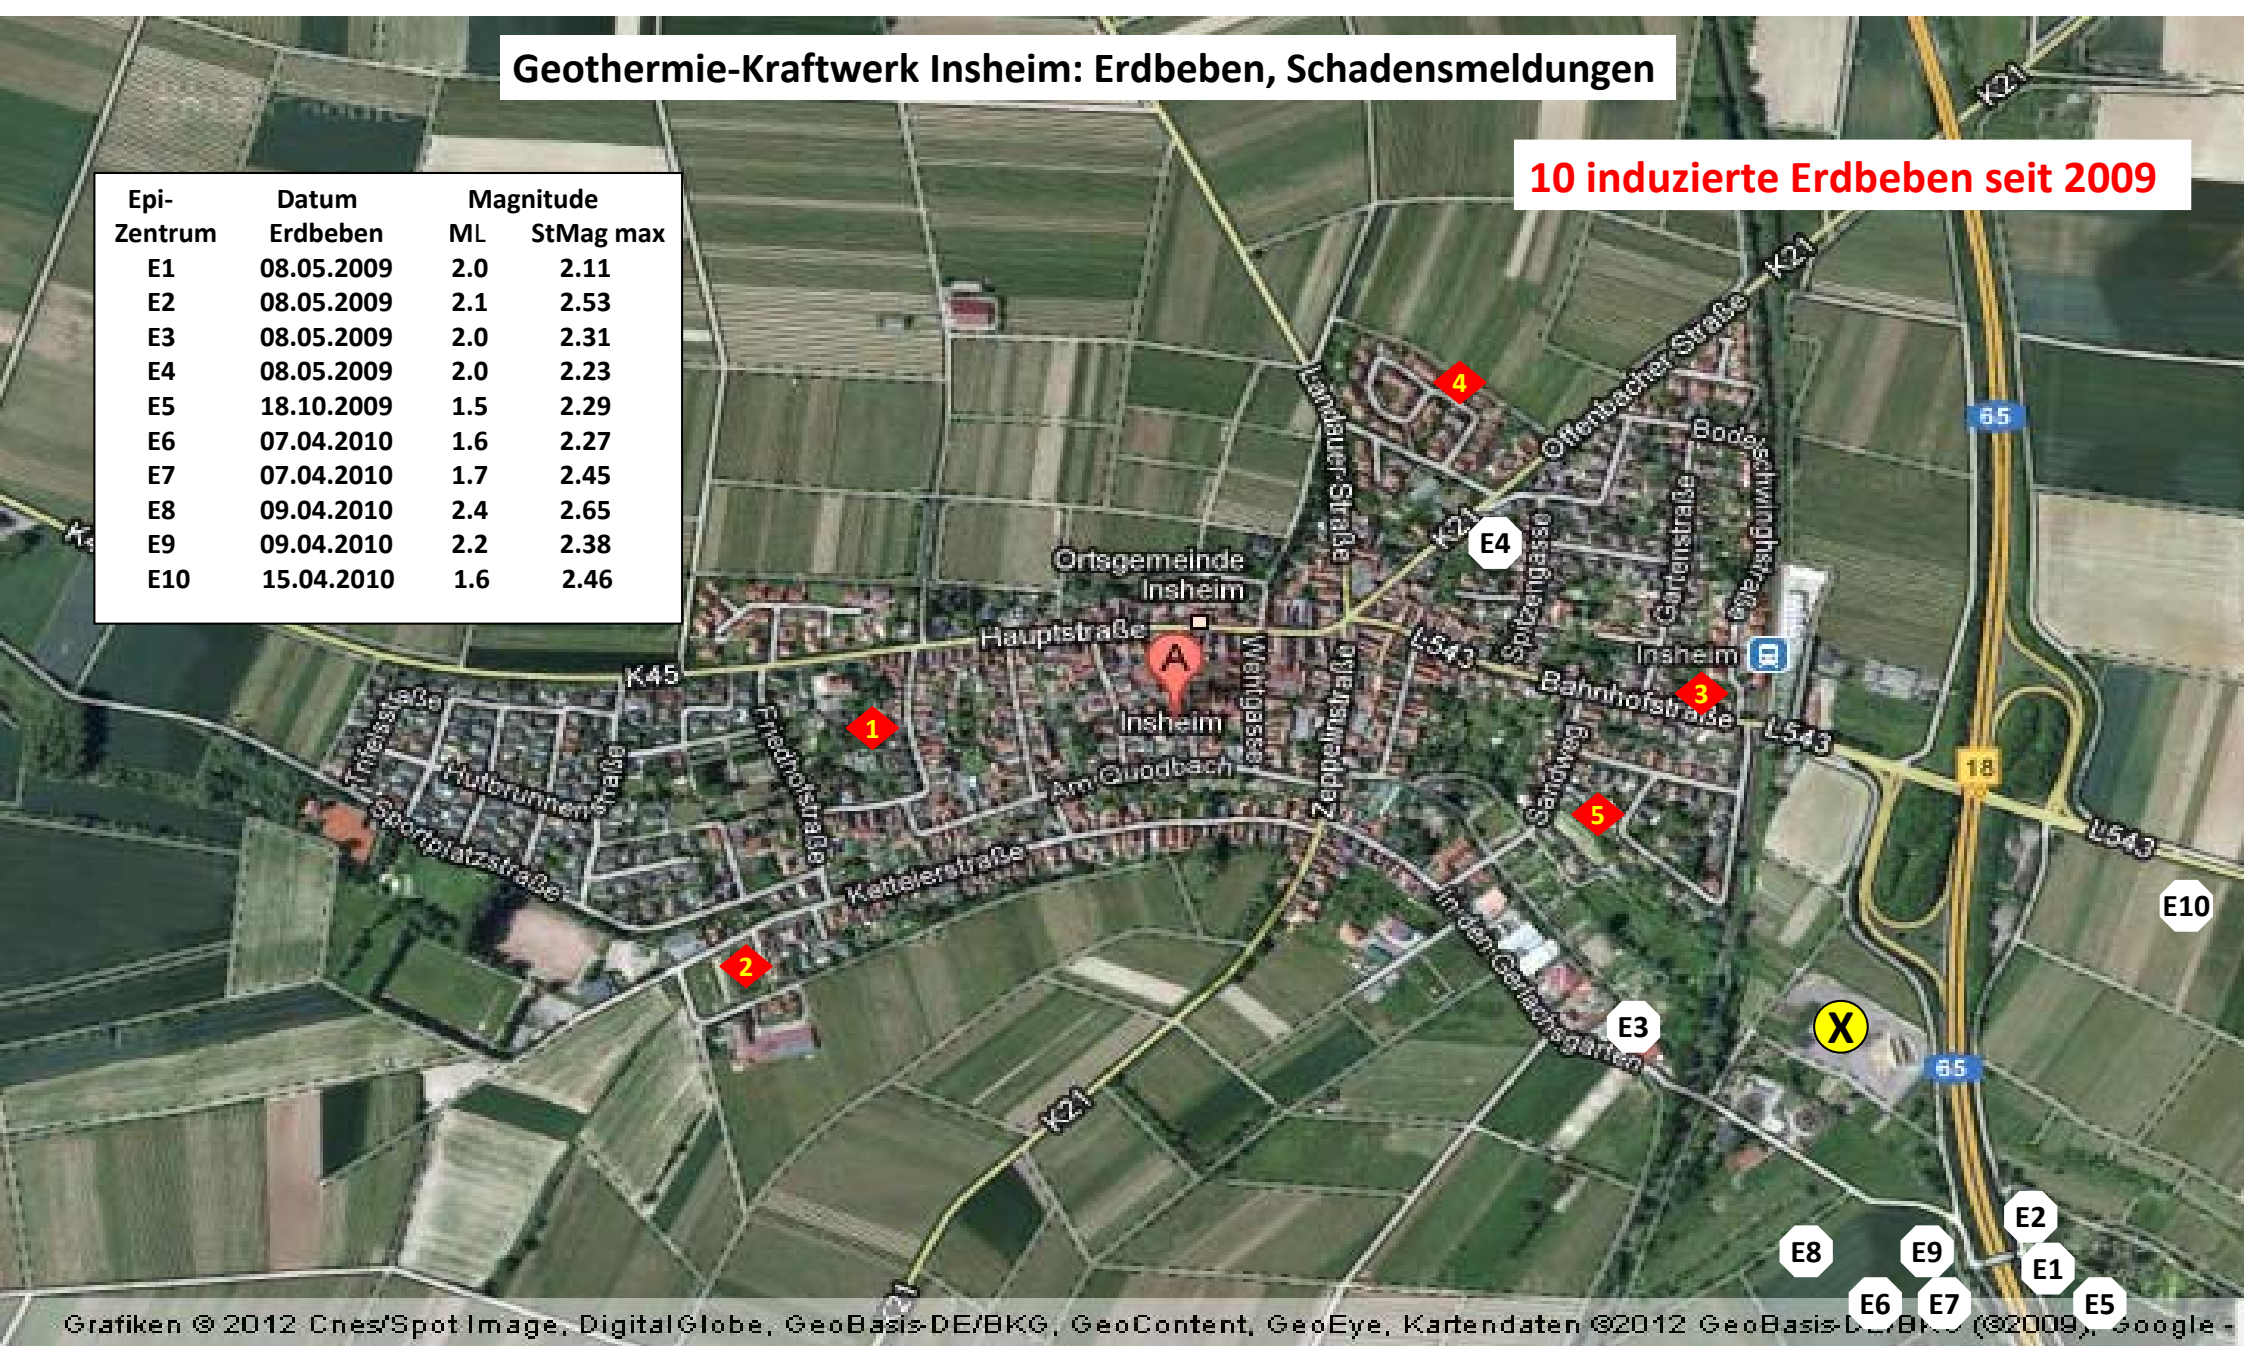 Geothermie-Kraftwerk Insheim: Erdbeben, Schadensmeldungen
10 induzierte Erdbeben seit 2009
Epi- Datum Magnitude
Zentrum Erdbeben ML StMag max
E1 08.05.2009 2.0 2.11
E2 08.05.2009 2.1 2.53
E3 08.05.2009 2.0 2.31
E4 08.05.2009 2.0 2.23
E5 18.10.2009 1.5 2.29
E6 07.04.2010 1.6 2.27
E7 07.04.2010 1.7 2.45
E8 09.04.2010 2.4 2.65
E9 09.04.2010 2.2 2.38
E10 15.04.2010 1.6 2.46
K21
K21
Offenbacher Straße
Landauer Straße
4
65
Bodelschwinghstraße
Gartenstraße
Spitzengasse
K21
E4
Ortsgemeinde
Insheim
Hauptstraße
A
Insheim
Wehtgasse
L543
Insheim
Bahnhofstraße
3
L543
18
L543
K45
Trifelsstraße
Mutbrunnenstraße
Sportplatzstraße
Friedhofstraße
1
Am Quodbach
Kettelerstraße
Zeppelinstraße
Sandweg
5
In den Gerlachsgärten
2
E10
E3
X
65
K21
E2
E8
E9
E1
E6
E7
E5
K21
Grafiken © 2012 Cnes/Spot Image, DigitalGlobe, GeoBasis-DE/BKG, GeoContent, GeoEye, Kartendaten ©2012 GeoBasis-DE/BKG (©2009), Google -